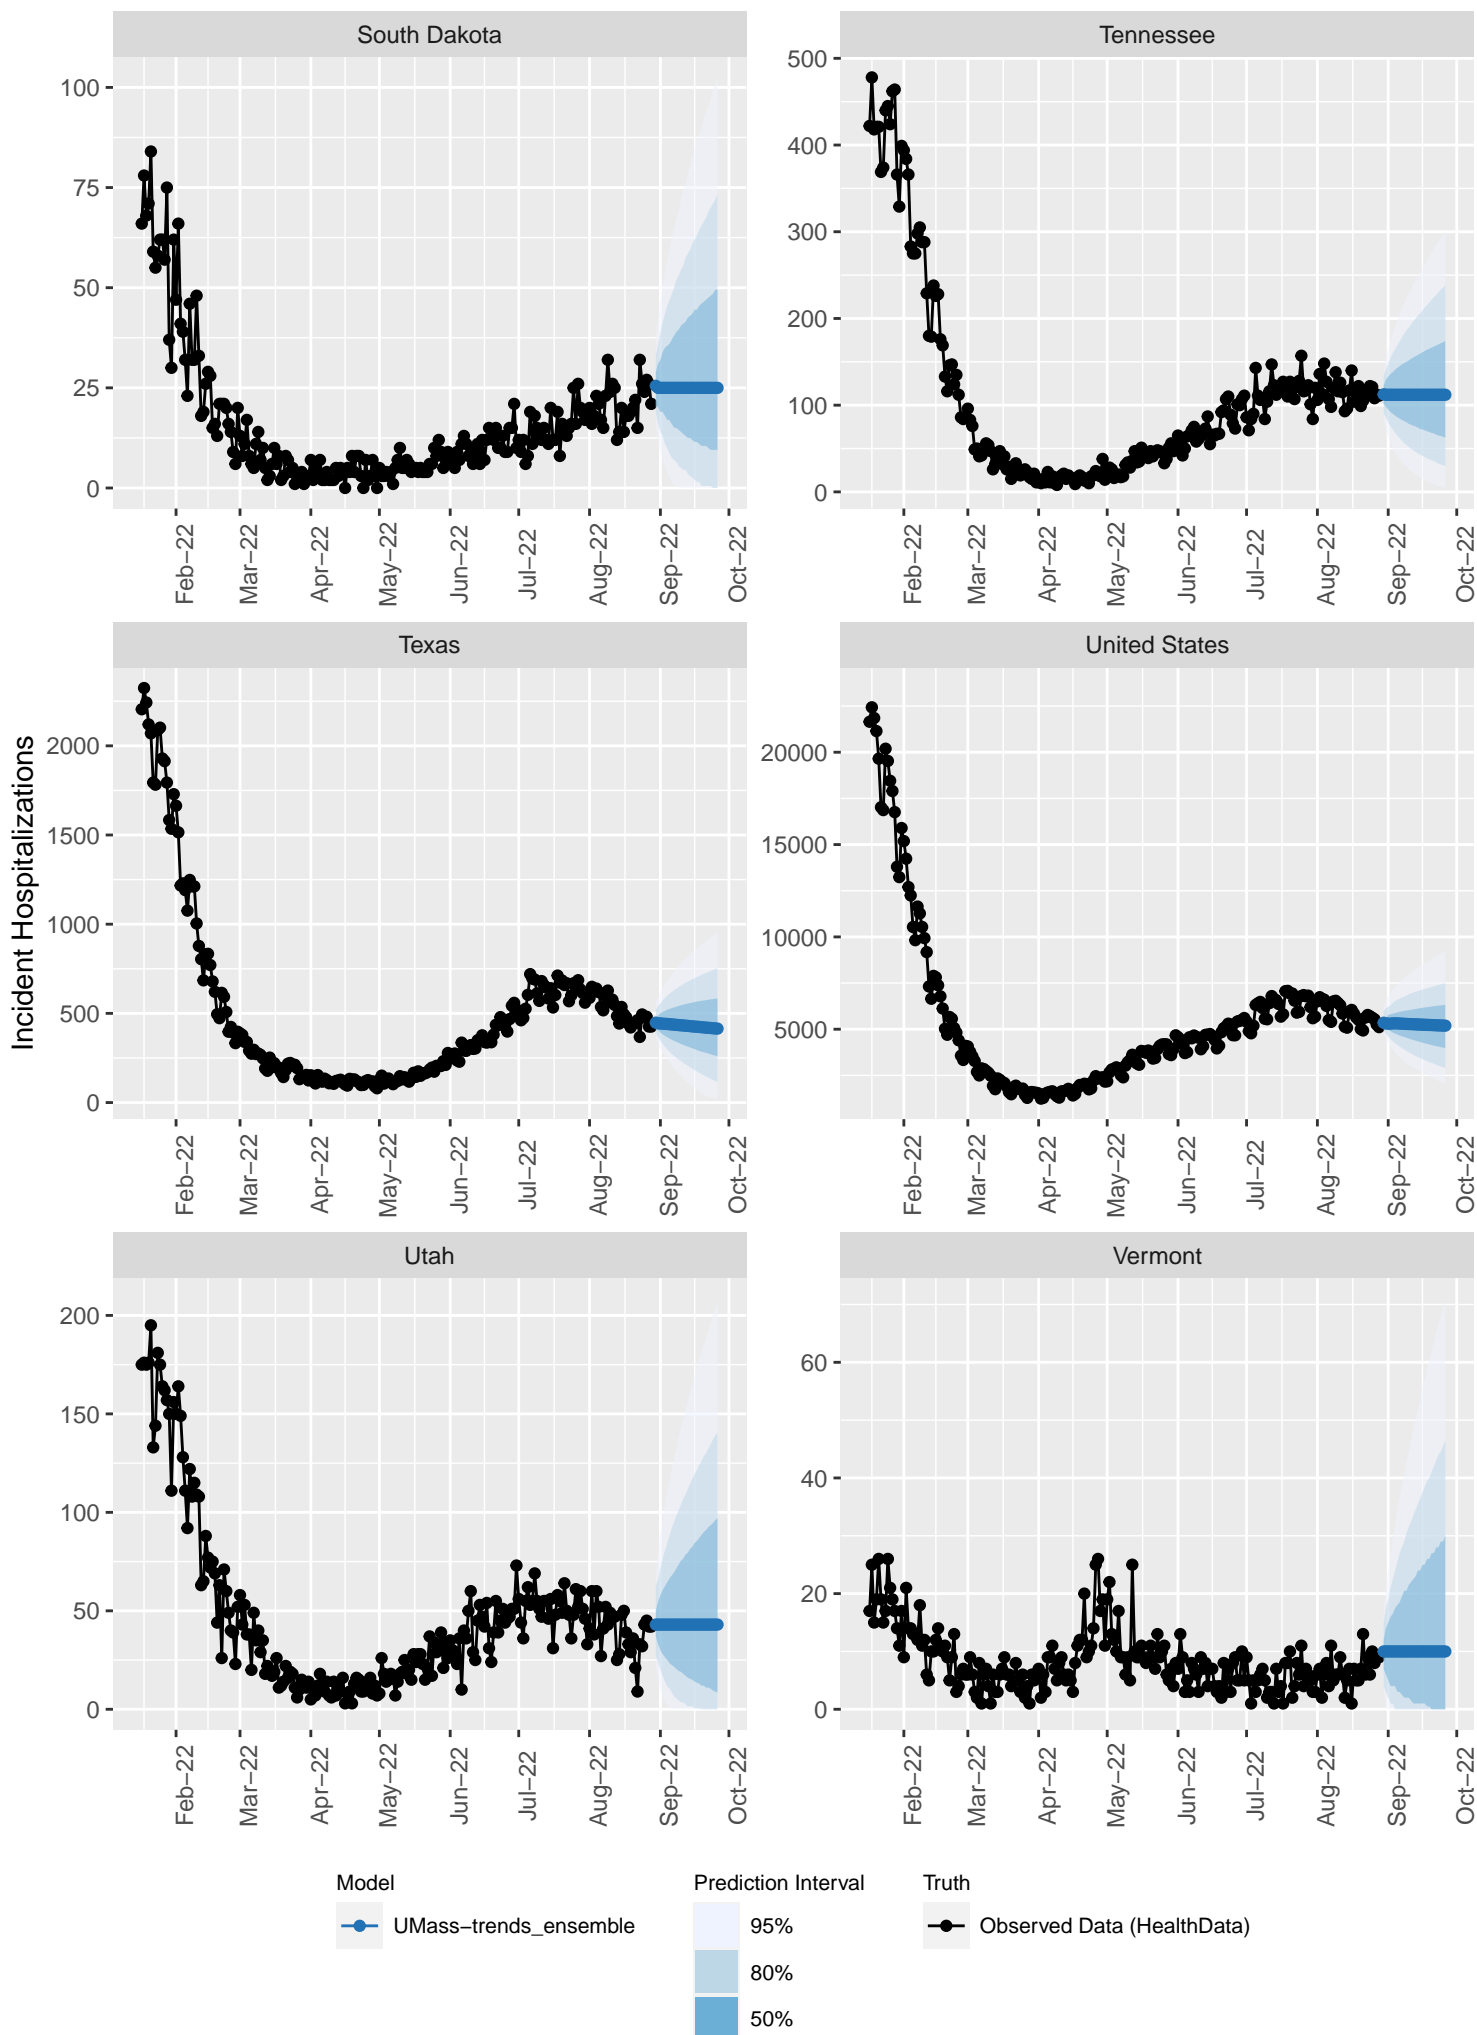 South Dakota
Tennessee
100
75
50
25
0
500
400
300
200
100
0
Feb−22
Mar−22
Apr−22
May−22
Jun−22
Jul−22
Aug−22
Sep−22
Oct−22
Feb−22
Mar−22
Apr−22
May−22
Jun−22
Jul−22
Aug−22
Sep−22
Oct−22
Incident Hospitalizations
Texas
United States
2000
1500
1000
500
0
20000
15000
10000
5000
Feb−22
Mar−22
Apr−22
May−22
Jun−22
Jul−22
Aug−22
Sep−22
Oct−22
Feb−22
Mar−22
Apr−22
May−22
Jun−22
Jul−22
Aug−22
Sep−22
Oct−22
Utah
Vermont
200
150
100
50
0
60
40
20
0
Feb−22
Mar−22
Apr−22
May−22
Jun−22
Jul−22
Aug−22
Sep−22
Oct−22
Feb−22
Mar−22
Apr−22
May−22
Jun−22
Jul−22
Aug−22
Sep−22
Oct−22
Model
UMass−trends_ensemble
Prediction Interval
95%
80%
50%
Truth
Observed Data (HealthData)